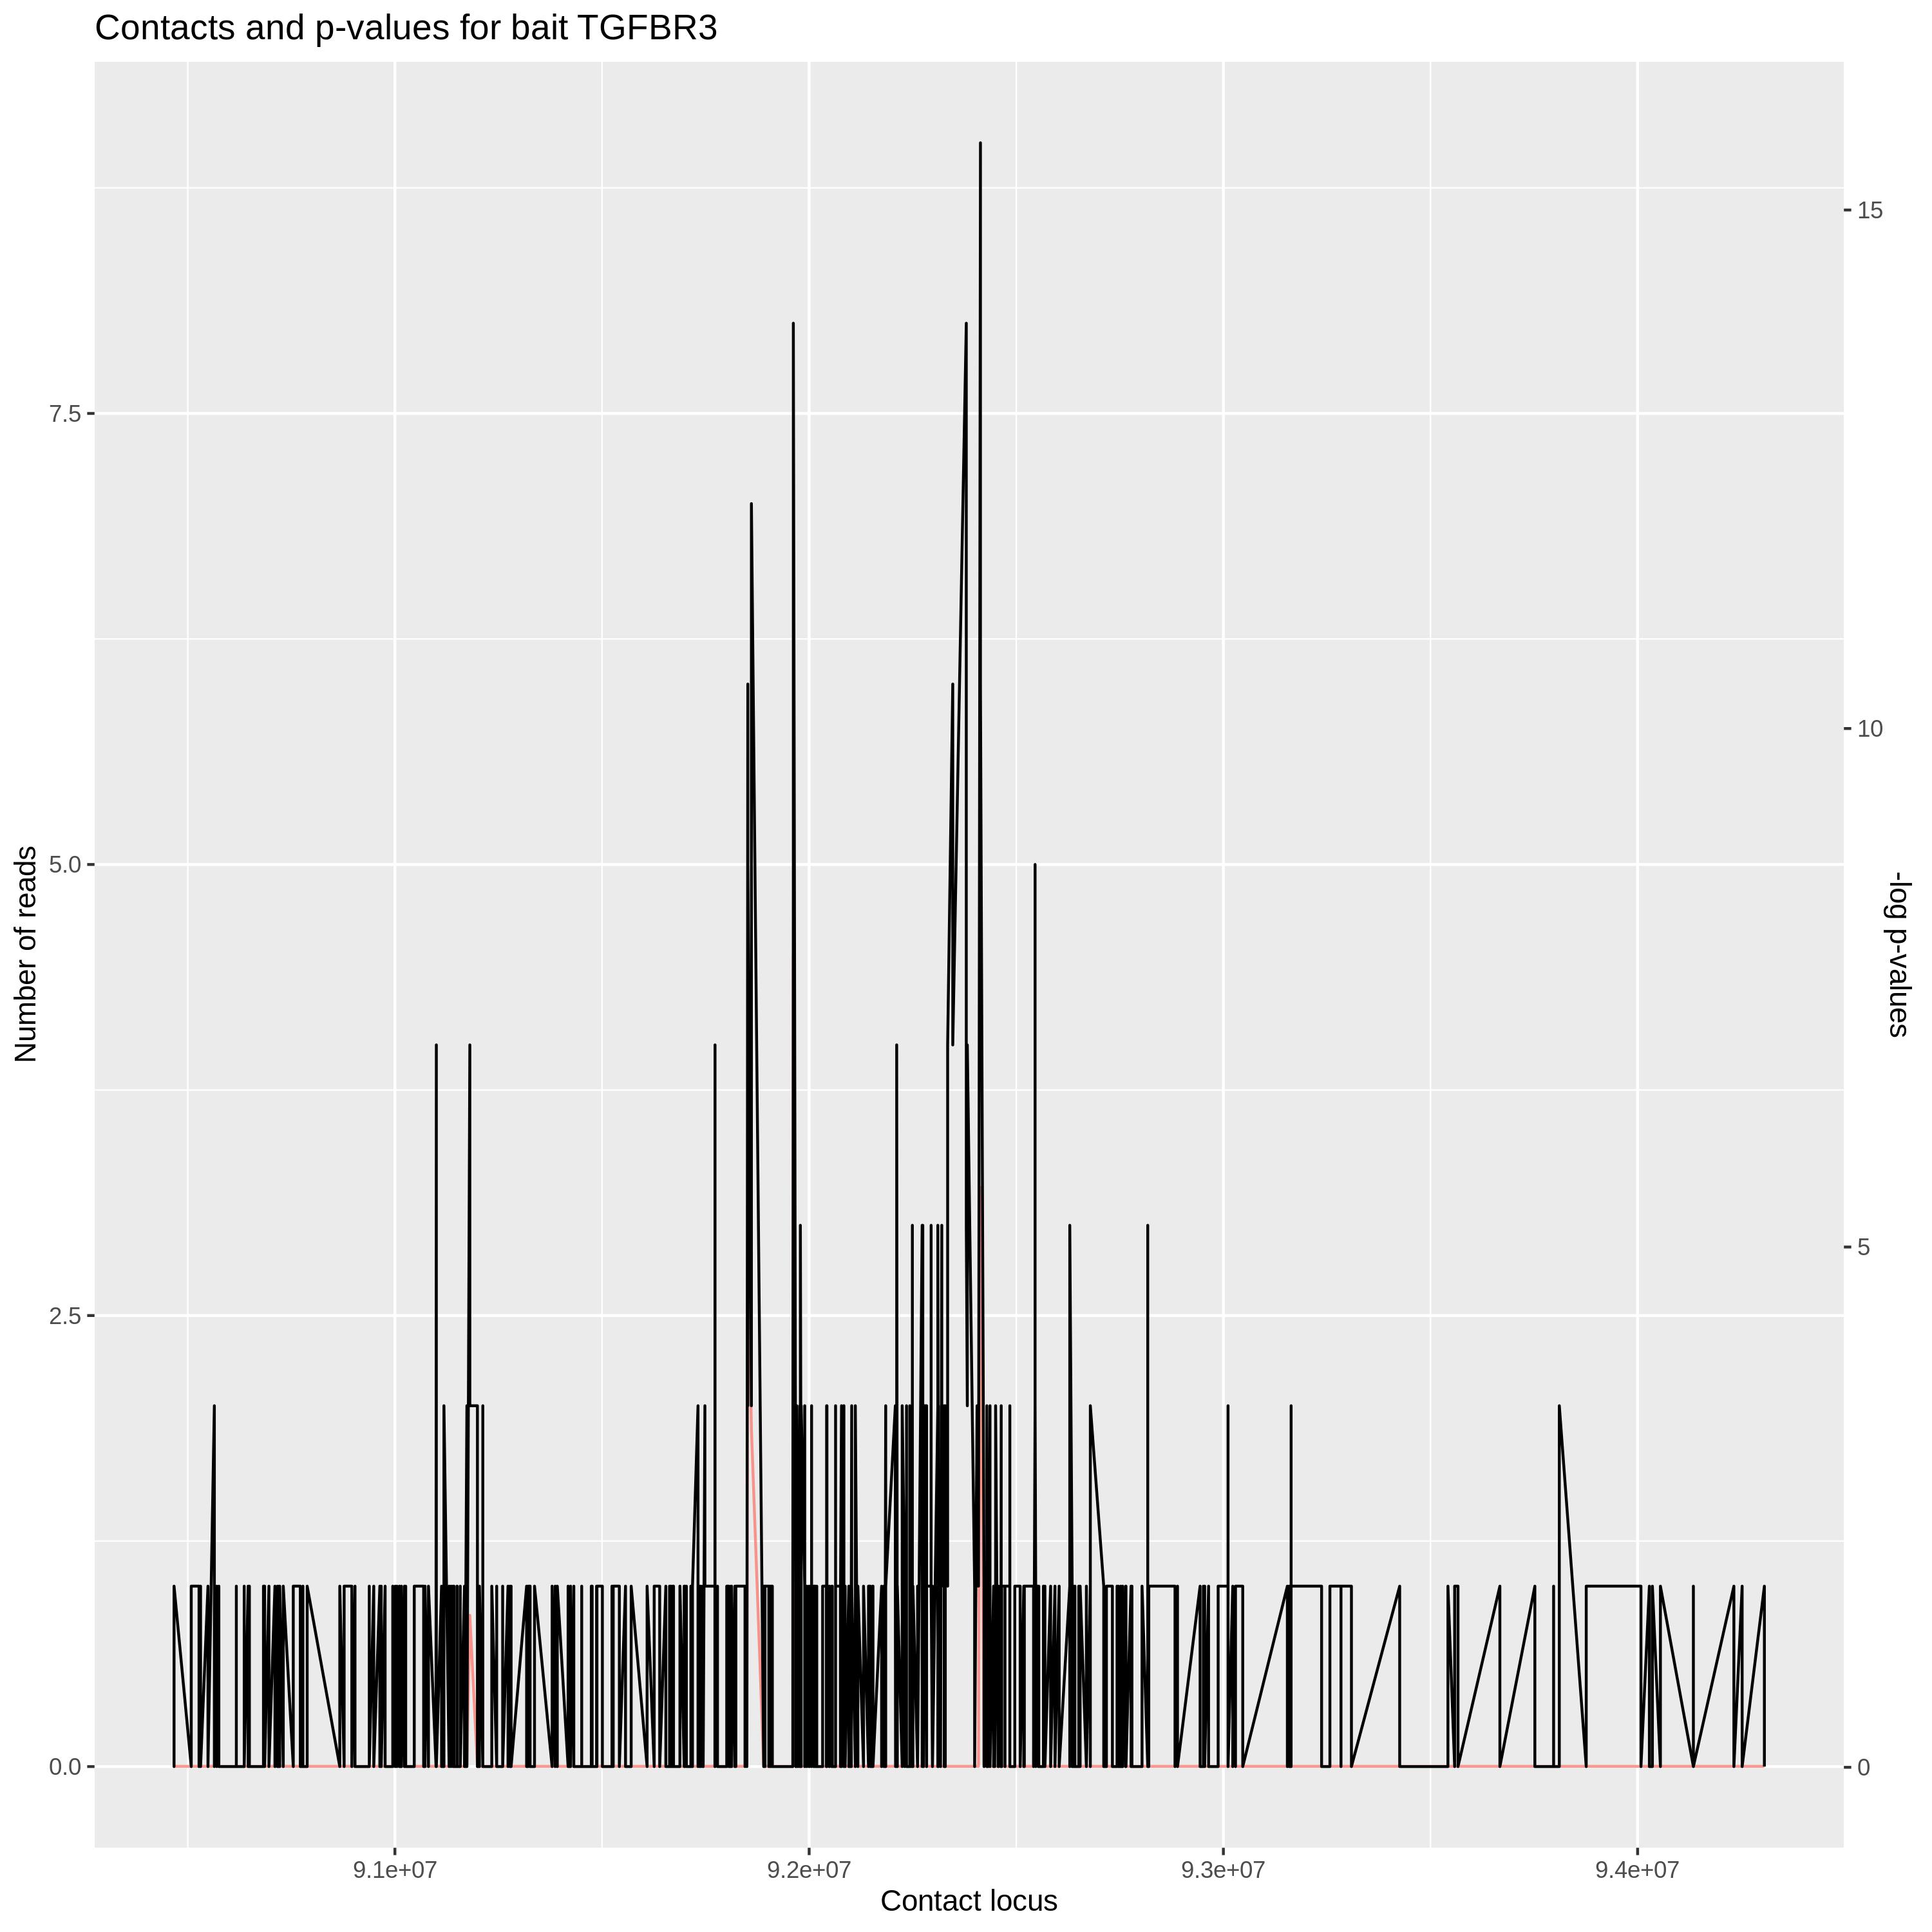 Contacts and p-values for bait TGFBR3
Number of reads
7.5
5.0
2.5
0.0
15
10
5
0
-log p-values
9.1e+07
9.2e+07
9.3e+07
9.4e+07
Contact locus